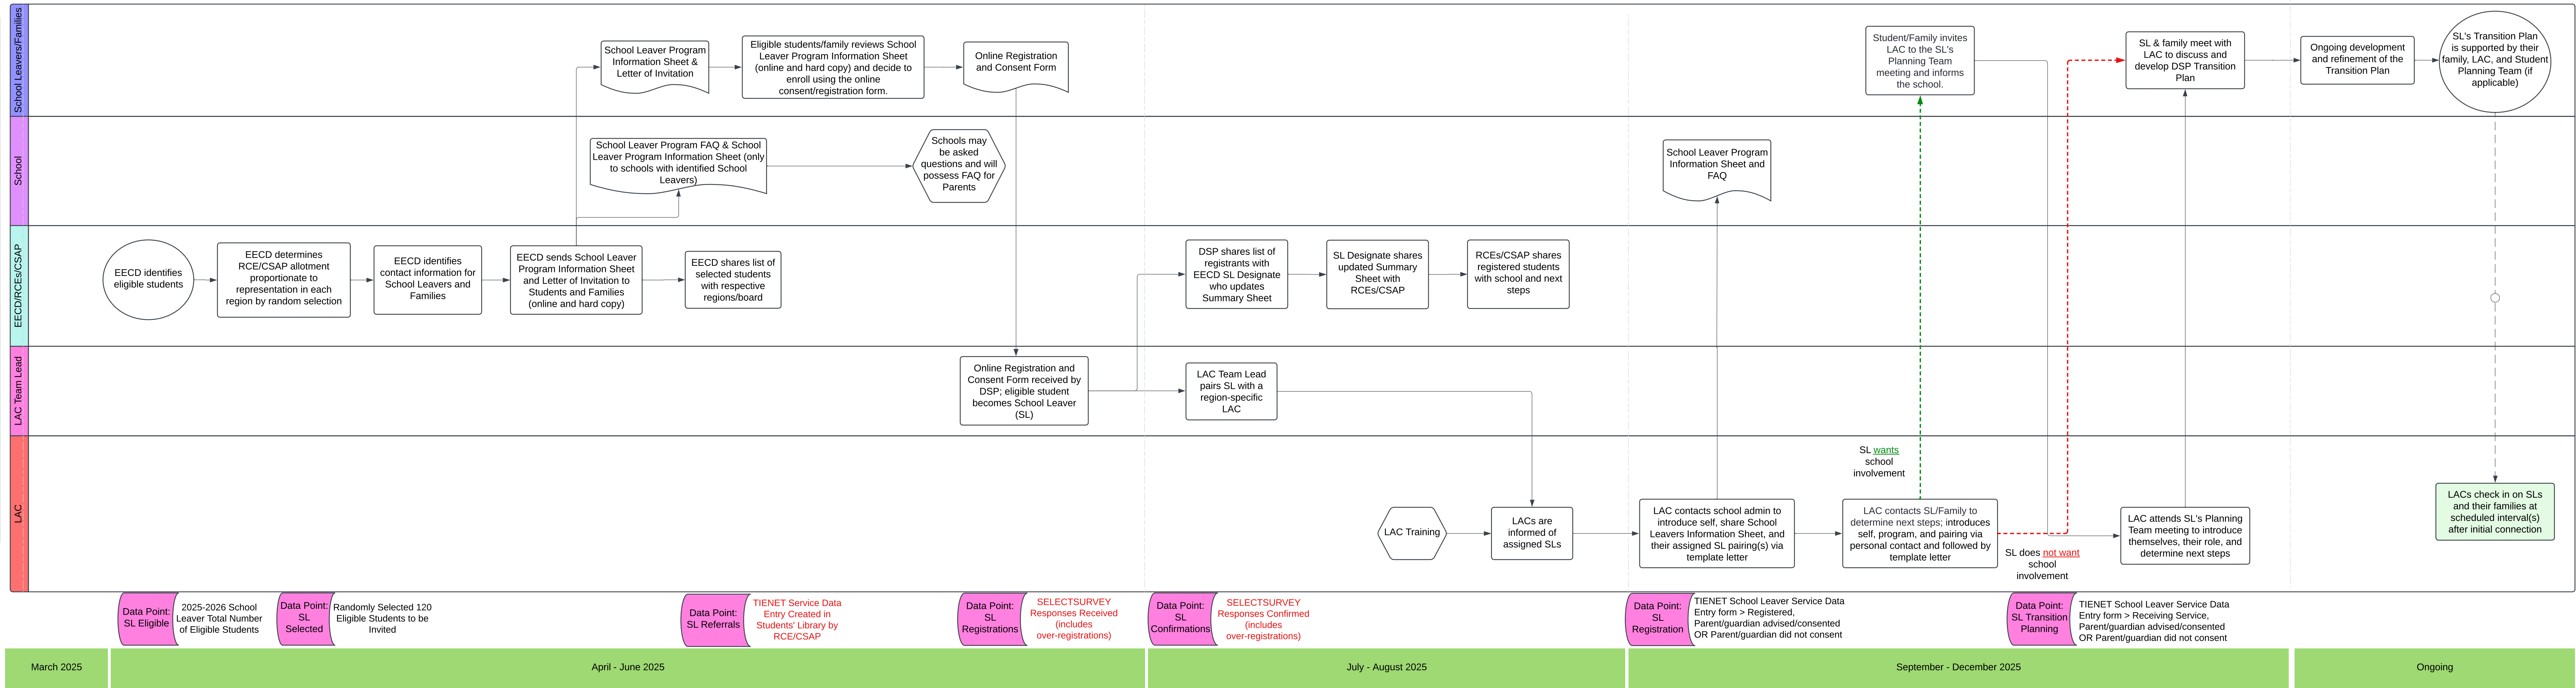 School Leavers/Families
School Leaver Program
Information Sheet &
Letter of Invitation
Eligible students/family reviews School
Leaver Program Information Sheet
(online and hard copy) and decide to
enroll using the online
consent/registration form.
Online Registration
and Consent Form
Student/Family invites
LAC to the SL's
Planning Team
meeting and informs
the school.
SL & family meet with
LAC to discuss and
develop DSP Transition
Plan
Ongoing development
and refinement of the
Transition Plan
SL's Transition Plan
is supported by their
family, LAC, and Student
Planning Team (if
applicable)
School
School Leaver Program FAQ & School
Leaver Program Information Sheet (only
to schools with identified School
Leavers)
Schools may
be asked
questions and will
possess FAQ for
Parents
School Leaver Program
Information Sheet and
FAQ
EECD/RCEs/CSAP
EECD identifies
eligible students
EECD determines
RCE/CSAP allotment
proportionate to
representation in each
region by random selection
EECD identifies
contact information for
School Leavers and
Families
EECD sends School Leaver
Program Information Sheet
and Letter of Invitation to
Students and Families
(online and hard copy)
EECD shares list of
selected students
with respective
regions/board
DSP shares list of
registrants with
EECD SL Designate
who updates
Summary Sheet
SL Designate shares
updated Summary
Sheet with
RCEs/CSAP
RCEs/CSAP shares
registered students
with school and next
steps
LAC Team Lead
Online Registration and
Consent Form received by
DSP; eligible student
becomes School Leaver
(SL)
LAC Team Lead
pairs SL with a
region-specific
LAC
LAC
LAC Training
LACs are
informed of
assigned SLs
LAC contacts school admin to
introduce self, share School
Leavers Information Sheet, and
their assigned SL pairing(s) via
template letter
SL wants
school
involvement
LAC contacts SL/Family to
determine next steps; introduces
self, program, and pairing via
personal contact and followed by
template letter
SL does not want
school
involvement
LAC attends SL's Planning
Team meeting to introduce
themselves, their role, and
determine next steps
LACs check in on SLs
and their families at
scheduled interval(s)
after initial connection
Data Point:
SL Eligible
2025-2026 School
Leaver Total Number
of Eligible Students
Data Point:
SL
Selected
Randomly Selected 120
Eligible Students to be
Invited
Data Point:
SL Referrals
TIENET Service Data
Entry Created in
Students' Library by
RCE/CSAP
Data Point:
SL
Registrations
SELECTSURVEY
Responses Received
(includes
over-registrations)
Data Point:
SL
Confirmations
SELECTSURVEY
Responses Confirmed
(includes
over-registrations)
Data Point:
SL
Registration
TIENET School Leaver Service Data
Entry form > Registered,
Parent/guardian advised/consented
OR Parent/guardian did not consent
Data Point:
SL Transition
Planning
TIENET School Leaver Service Data
Entry form > Receiving Service,
Parent/guardian advised/consented
OR Parent/guardian did not consent
March 2025
April - June 2025
July - August 2025
September - December 2025
Ongoing